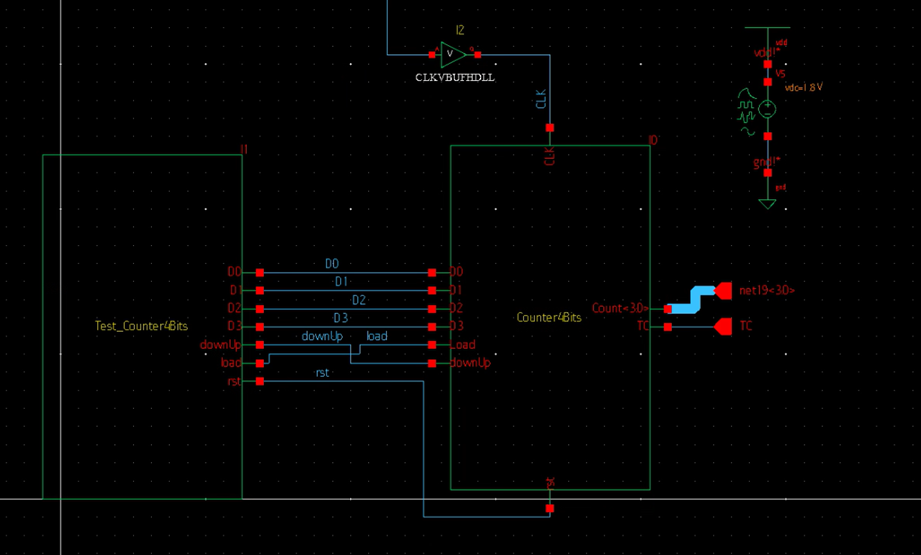 I2
V
CLKVBUFHDLL
CLK
CLK
vdd
vdd!*
vs
vdc=1.8V
gnd!*
gnd
I1
I0
D0
D0
D0
D1
D1
D1
D2
D2
D2
D3
D3
D3
downUp
downUp
load
Load
load
downUp
rst
rst
Test_Counter4Bits
Counter4Bits
Count<3:0>
net19<3:0>
TC
TC
rst